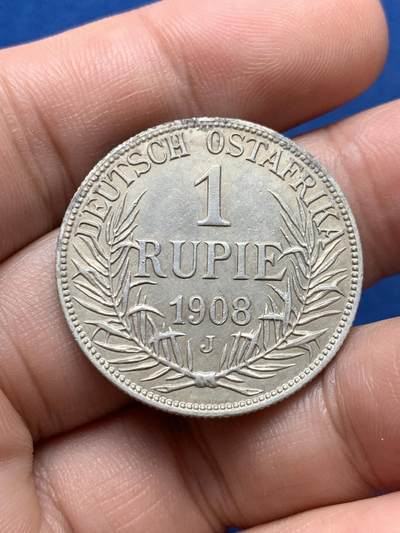 DEUTSCH OSTAFRIKA
1
RUPIE
1908
J